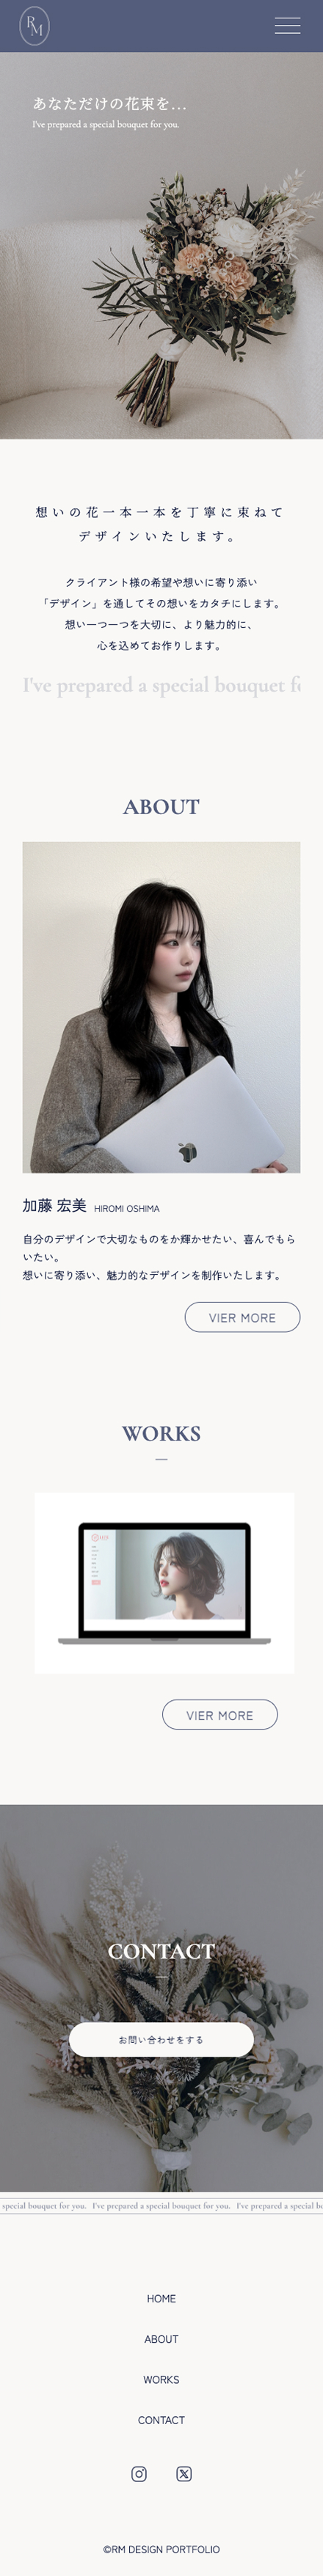 RM
あなただけの花束を...
I've prepared a special bouquet for you.
想いの花一本一本を丁寧に束ねて
デザインいたします。
クライアント様の希望や想いに寄り添い
「デザイン」を通してその想いをカタチにします。
想い一つ一つを大切に、より魅力的に、
心を込めてお作りします。
I've prepared a special bouquet fo
ABOUT
加藤 宏美 HIROMI OSHIMA
自分のデザインで大切なものをか輝かせたい、喜んでもら
いたい。
想いに寄り添い、魅力的なデザインを制作いたします。
VIER MORE
WORKS
VIER MORE
CONTACT
お問い合わせをする
special bouquet for you. I've prepared a special bouquet for you. I've prepared a special bo
HOME
ABOUT
WORKS
CONTACT
©RM DESIGN PORTFOLIO